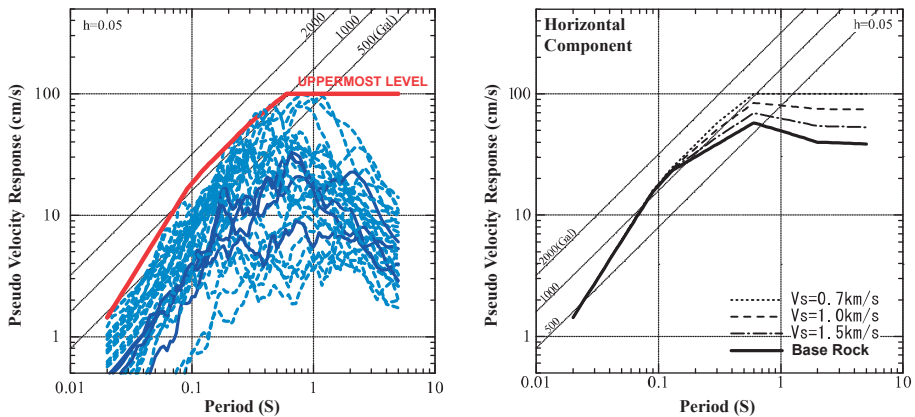 h=0.05
2000
1000
500(Gal)
UPPERMOST LEVEL
Pseudo Velocity Response (cm/s)
100
10
1
0.01
0.1
1
10
Period (S)
Horizontal
Component
h=0.05
Pseudo Velocity Response (cm/s)
100
10
1
2000(Gal)
1000
500
Vs=0.7km/s
Vs=1.0km/s
Vs=1.5km/s
Base Rock
0.01
0.1
1
10
Period (S)